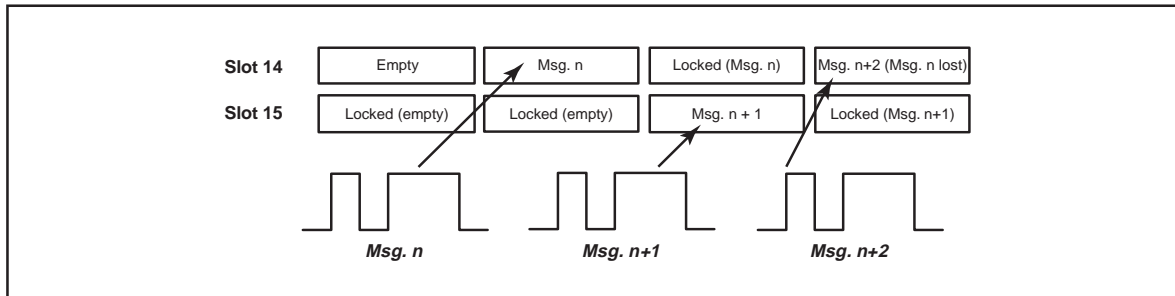 Slot 14 Empty Msg. n Locked (Msg. n) Msg. n+2 (Msg. n lost)
Slot 15 Locked (empty) Locked (empty) Msg. n + 1 Locked (Msg. n+1)
Msg. n Msg. n+1 Msg. n+2